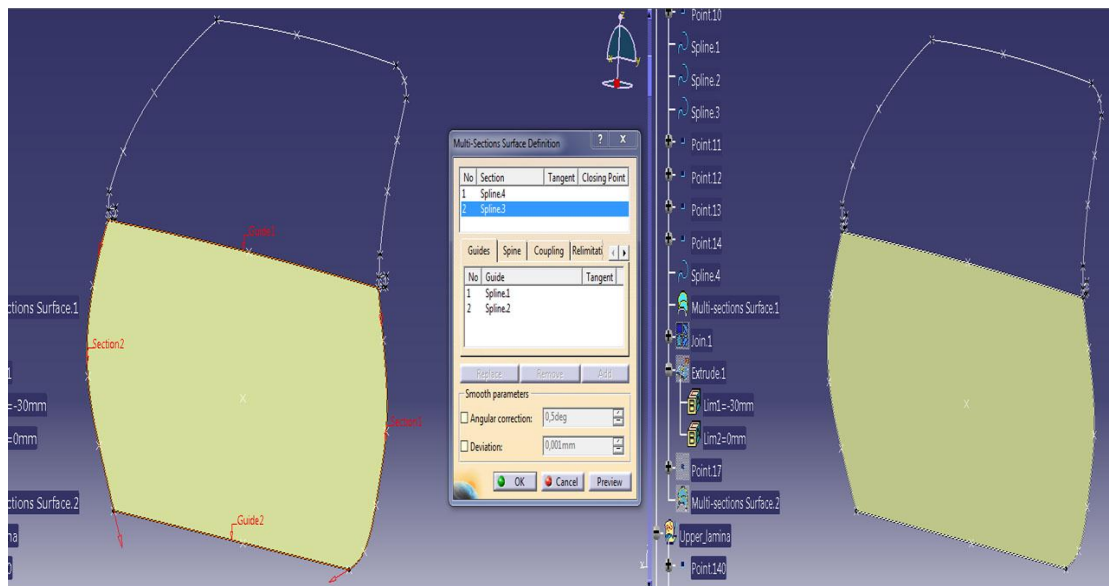 Guide1
ctions Surface.1
Section2
1
=-30mm
=0mm
Section1
ctions Surface.2
Guide2
na
0
Multi-Sections Surface Definition ? X
No Section Tangent Closing Point
1 Spline.4
2 Spline.3
Guides Spine Coupling Relimitati
No Guide Tangent
1 Spline.1
2 Spline.2
Replace Remove Add
Smooth parameters
Angular correction: 0,5deg
Deviation: 0,001mm
OK Cancel Preview
Point.10
Spline.1
Spline.2
Spline.3
Point.11
Point.12
Point.13
Point.14
Spline.4
Multi-sections Surface.1
Join.1
Extrude.1
Lim1=-30mm
Lim2=0mm
Point.17
Multi-sections Surface.2
Upper_lamina
Point.140